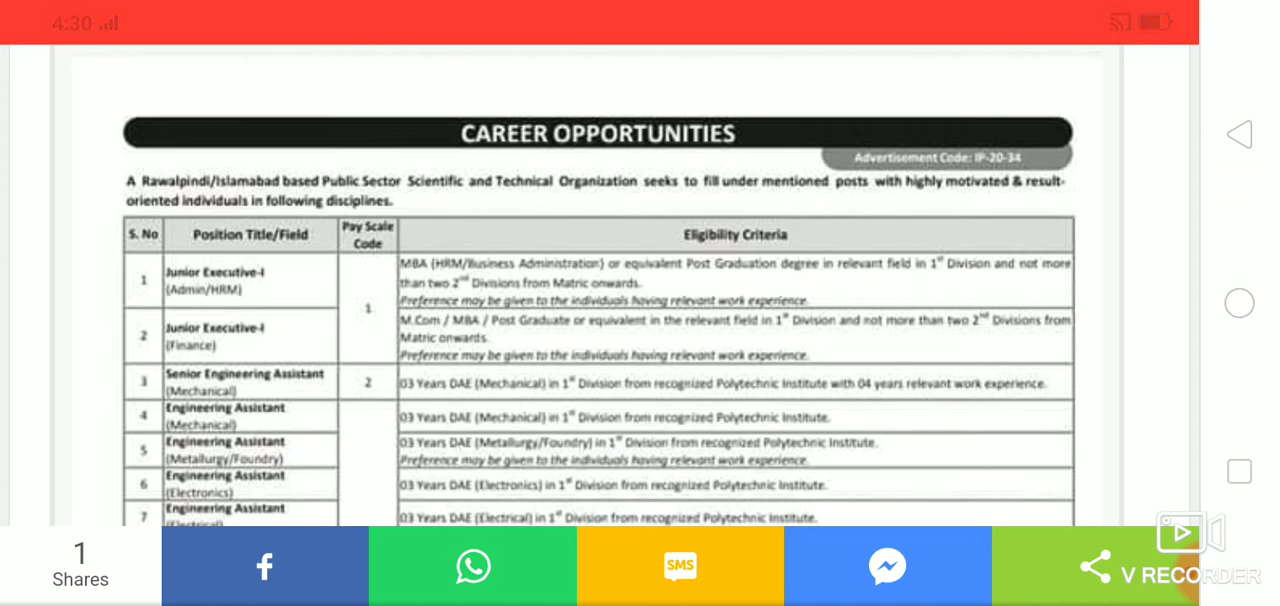 4:30
CAREER OPPORTUNITIES
Advertisement Code: IP-20-34
A Rawalpindi/Islamabad based Public Sector Scientific and Technical Organization seeks to fill under mentioned posts with highly motivated & result-
oriented individuals in following disciplines.
S. No Position Title/Field Pay Scale Code Eligibility Criteria
1 Junior Executive-I (Admin/HRM) 1 MBA (HRM/Business Administration) or equivalent Post Graduation degree in relevant field in 1st Division and not more
than two 2nd Divisions from Matric onwards.
Preference may be given to the individuals having relevant work experience.
2 Junior Executive-I (Finance) M.Com / MBA / Post Graduate or equivalent in the relevant field in 1st Division and not more than two 2nd Divisions from
Matric onwards.
Preference may be given to the individuals having relevant work experience.
3 Senior Engineering Assistant (Mechanical) 2 03 Years DAE (Mechanical) in 1st Division from recognized Polytechnic Institute with 04 years relevant work experience.
4 Engineering Assistant (Mechanical) 03 Years DAE (Mechanical) in 1st Division from recognized Polytechnic Institute.
5 Engineering Assistant (Metallurgy/Foundry) 03 Years DAE (Metallurgy/Foundry) in 1st Division from recognized Polytechnic Institute.
Preference may be given to the individuals having relevant work experience.
6 Engineering Assistant (Electronics) 03 Years DAE (Electronics) in 1st Division from recognized Polytechnic Institute.
7 Engineering Assistant (Electrical) 03 Years DAE (Electrical) in 1st Division from recognized Polytechnic Institute.
1
Shares
SMS
V RECORDER